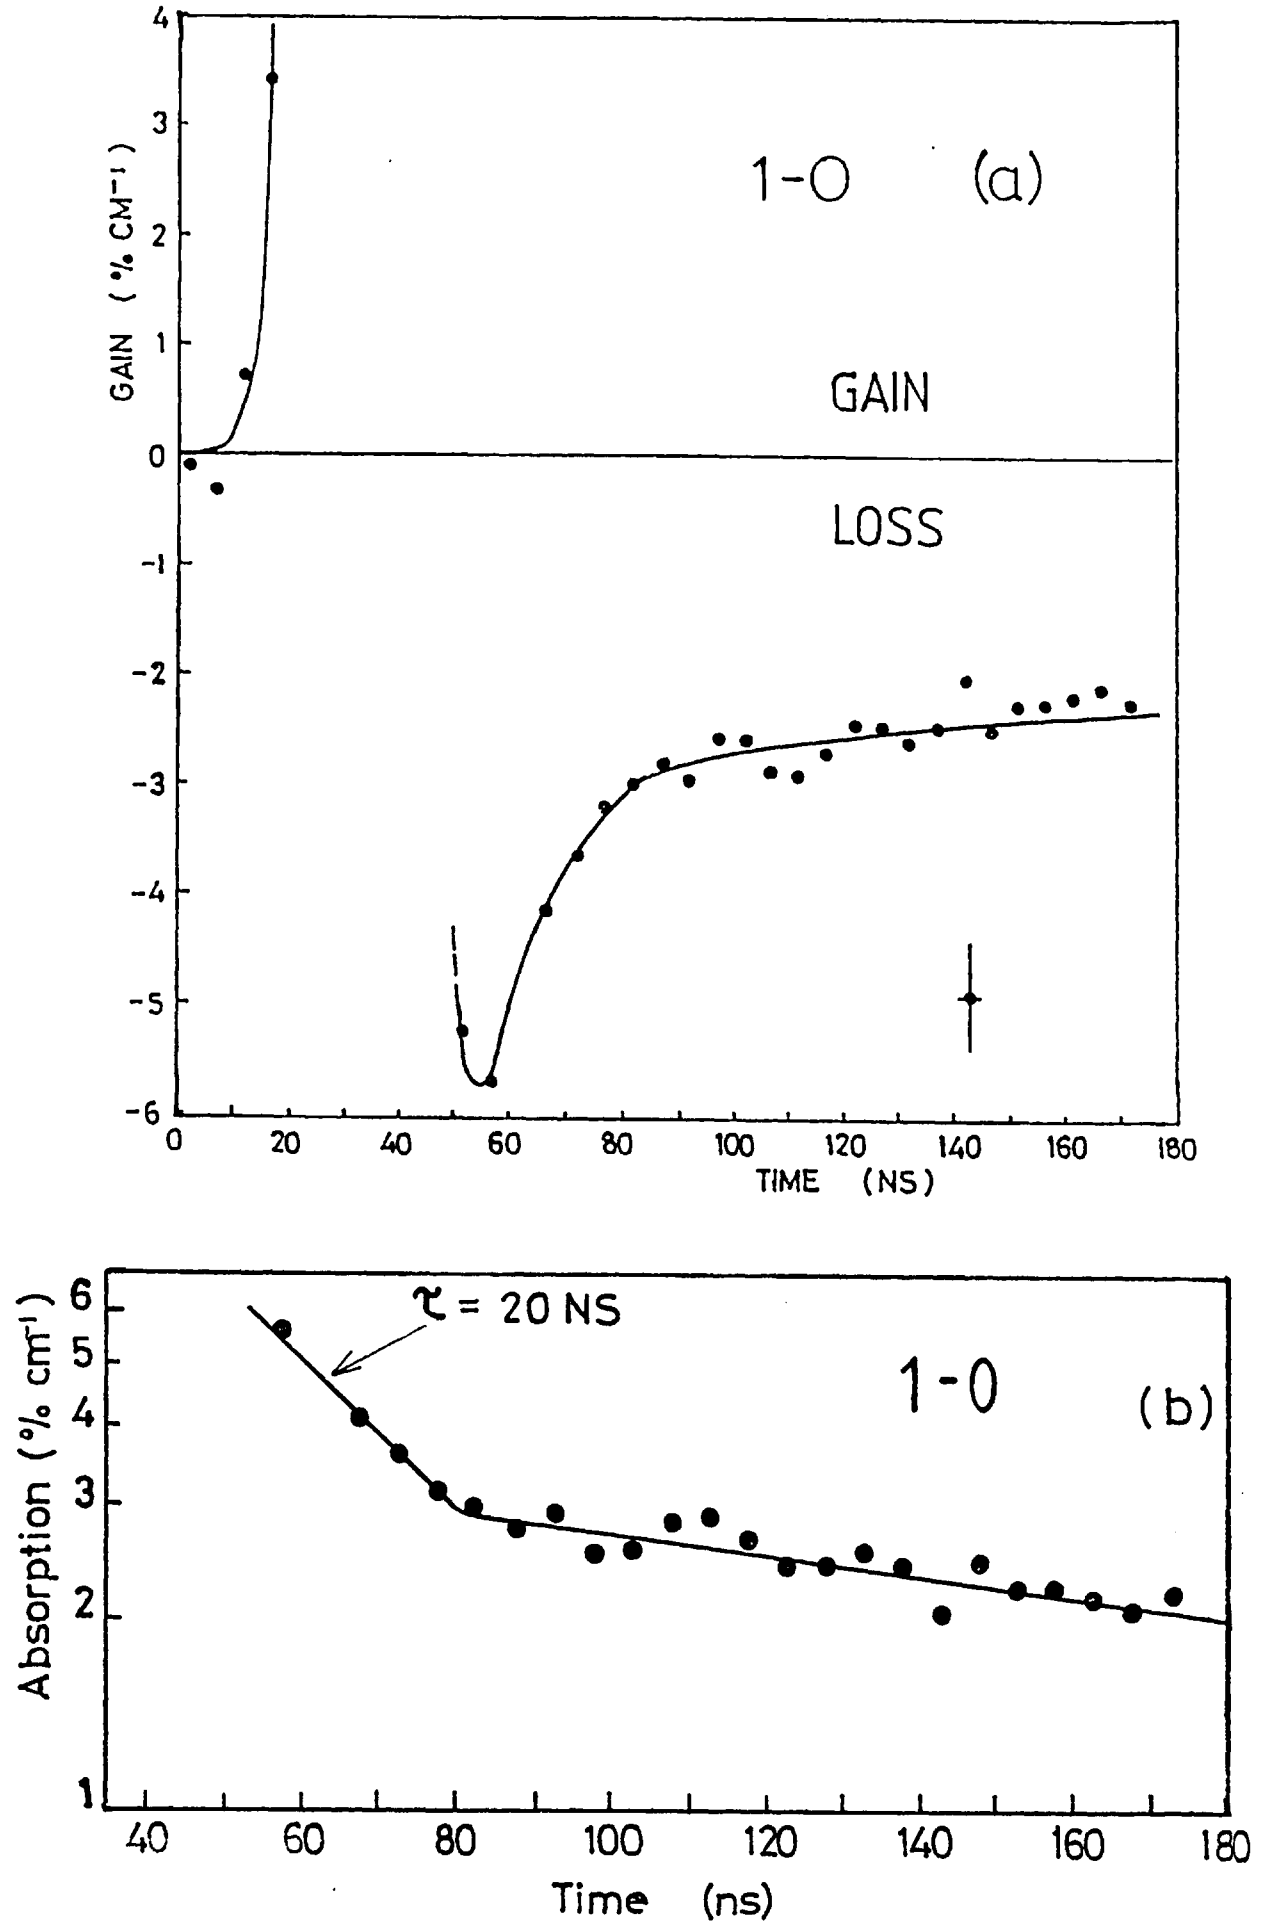 4
3
2
1
0
-1
-2
-3
-4
-5
-6
GAIN (% CM⁻¹)
1-0 (a)
GAIN
LOSS
0 20 40 60 80 100 120 140 160 180
TIME (NS)
6
5
4
3
2
1
Absorption (% cm⁻¹)
τ = 20 NS
1-0 (b)
40 60 80 100 120 140 160 180
Time (ns)